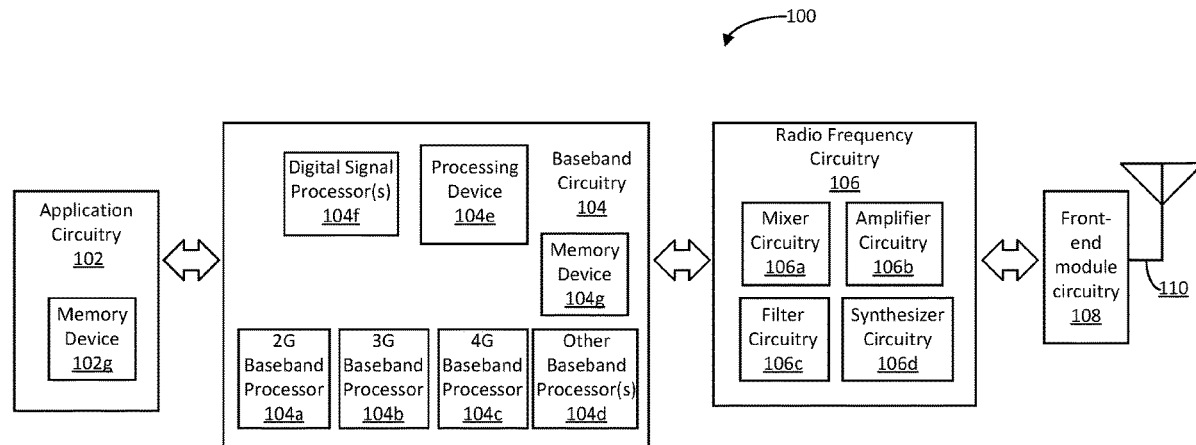 100
Application
Circuitry
102
Memory
Device
102g
Digital Signal
Processor(s)
104f
Processing
Device
104e
Baseband
Circuitry
104
Memory
Device
104g
2G
Baseband
Processor
104a
3G
Baseband
Processor
104b
4G
Baseband
Processor
104c
Other
Baseband
Processor(s)
104d
Radio Frequency
Circuitry
106
Mixer
Circuitry
106a
Amplifier
Circuitry
106b
Filter
Circuitry
106c
Synthesizer
Circuitry
106d
Front-
end
module
circuitry
108
110